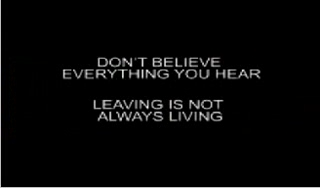 DON'T BELIEVE
EVERYTHING YOU HEAR
LEAVING IS NOT
ALWAYS LIVING